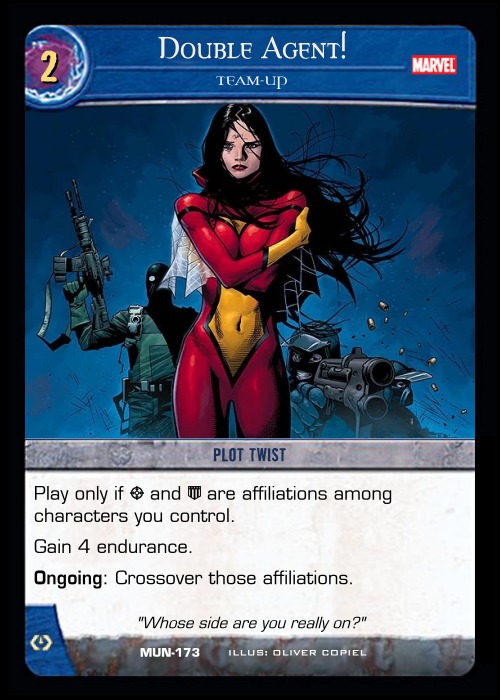 2
Double Agent!
TEAM-UP
MARVEL
PLOT TWIST
Play only if and are affiliations among
characters you control.
Gain 4 endurance.
Ongoing: Crossover those affiliations.
"Whose side are you really on?"
MUN-173 ILLUS: OLIVER COPIEL